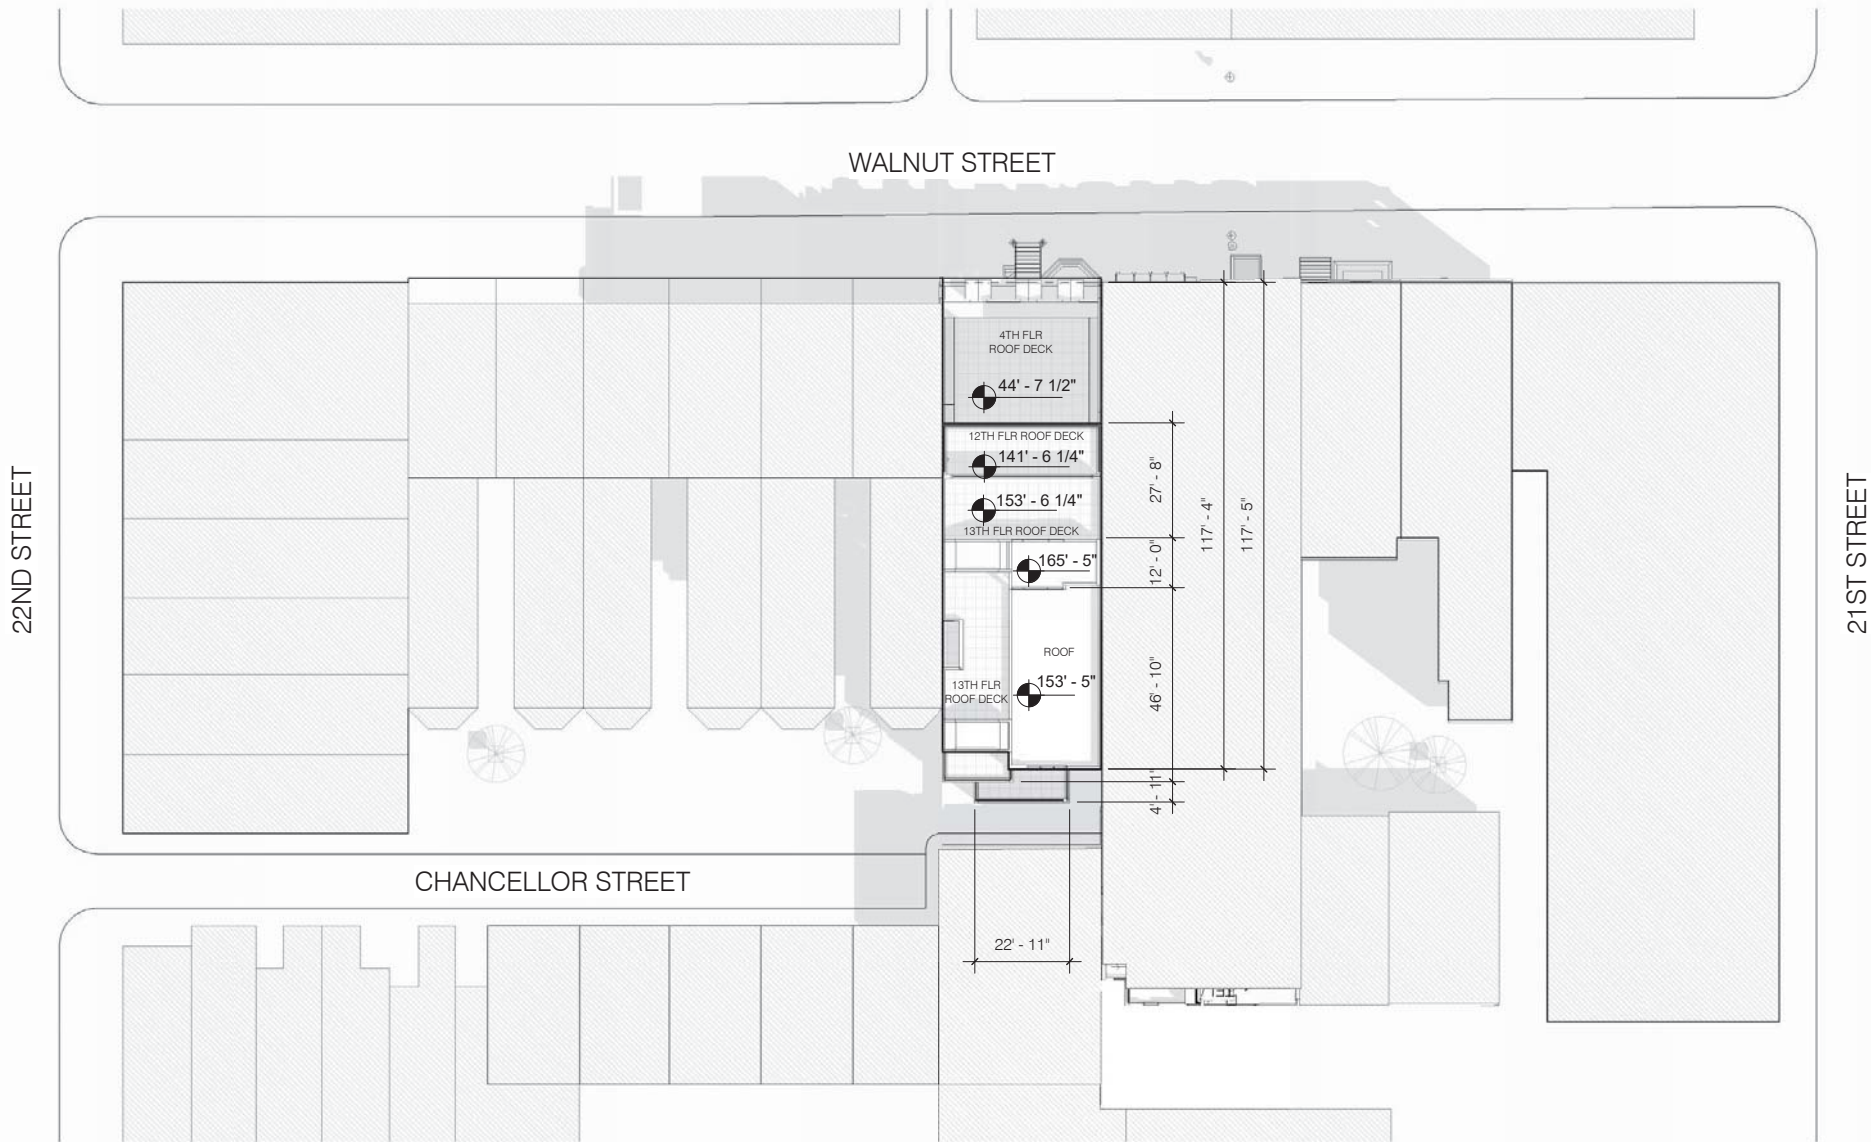 WALNUT STREET
4TH FLR
ROOF DECK
44' - 7 1/2"
12TH FLR ROOF DECK
141' - 6 1/4"
153' - 6 1/4"
13TH FLR ROOF DECK
165' - 5"
ROOF
153' - 5"
13TH FLR
ROOF DECK
27' - 8"
12' - 0"
46' - 10"
4' - 11"
117' - 4"
117' - 5"
22' - 11"
22ND STREET
21ST STREET
CHANCELLOR STREET